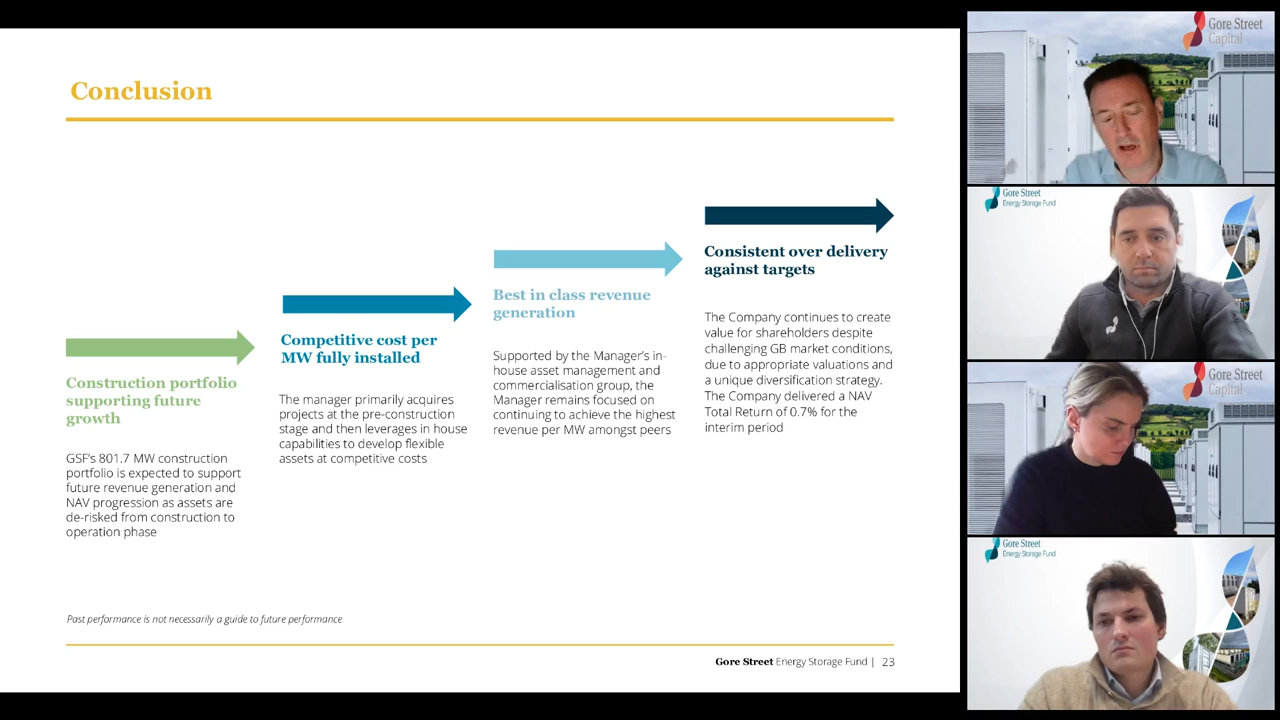 Conclusion
Construction portfolio
supporting future
growth
GSF's 801.7 MW construction
portfolio is expected to support
future revenue generation and
NAV progression as assets are
de-risked from construction to
operation phase
Competitive cost per
MW fully installed
The manager primarily acquires
projects at the pre-construction
stage and then leverages in house
capabilities to develop flexible
assets at competitive costs
Best in class revenue
generation
Supported by the Manager's in-
house asset management and
commercialisation group, the
Manager remains focused on
continuing to achieve the highest
revenue per MW amongst peers
Consistent over delivery
against targets
The Company continues to create
value for shareholders despite
challenging GB market conditions,
due to appropriate valuations and
a unique diversification strategy.
The Company delivered a NAV
Total Return of 0.7% for the
interim period
Past performance is not necessarily a guide to future performance
Gore Street Energy Storage Fund | 23
Gore Street
Capital
Gore Street
Energy Storage Fund
Gore Street
Capital
Gore Street
Energy Storage Fund